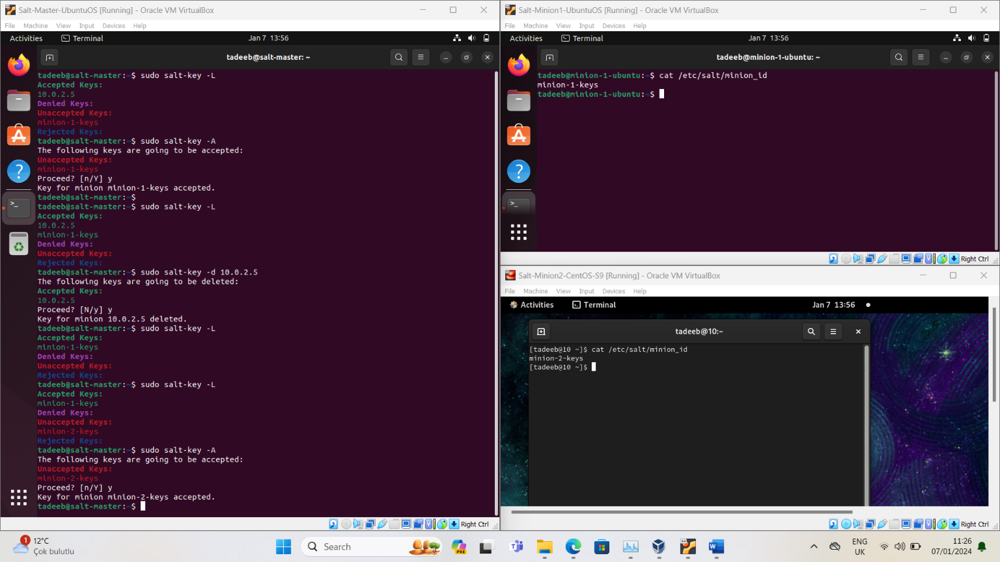 Salt-Master-UbuntuOS [Running] - Oracle VM VirtualBox
File Machine View Input Devices Help
Activities Terminal Jan 7 13:56
tadeeb@salt-master: ~
tadeeb@salt-master:~$ sudo salt-key -L
Accepted Keys:
10.0.2.5
Denied Keys:
Unaccepted Keys:
minion-1-keys
Rejected Keys:
tadeeb@salt-master:~$ sudo salt-key -A
The following keys are going to be accepted:
Unaccepted Keys:
minion-1-keys
Proceed? [n/Y] y
Key for minion minion-1-keys accepted.
tadeeb@salt-master:~$
tadeeb@salt-master:~$ sudo salt-key -L
Accepted Keys:
10.0.2.5
minion-1-keys
Denied Keys:
Unaccepted Keys:
Rejected Keys:
tadeeb@salt-master:~$ sudo salt-key -d 10.0.2.5
The following keys are going to be deleted:
Accepted Keys:
10.0.2.5
Proceed? [N/y] y
Key for minion 10.0.2.5 deleted.
tadeeb@salt-master:~$ sudo salt-key -L
Accepted Keys:
minion-1-keys
Denied Keys:
Unaccepted Keys:
Rejected Keys:
tadeeb@salt-master:~$ sudo salt-key -L
Accepted Keys:
minion-1-keys
Denied Keys:
Unaccepted Keys:
minion-2-keys
Rejected Keys:
tadeeb@salt-master:~$ sudo salt-key -A
The following keys are going to be accepted:
Unaccepted Keys:
minion-2-keys
Proceed? [n/Y] y
Key for minion minion-2-keys accepted.
tadeeb@salt-master:~$
Right Ctrl
Salt-Minion1-UbuntuOS [Running] - Oracle VM VirtualBox
File Machine View Input Devices Help
Activities Terminal Jan 7 13:56
tadeeb@minion-1-ubuntu: ~
tadeeb@minion-1-ubuntu:~$ cat /etc/salt/minion_id
minion-1-keys
tadeeb@minion-1-ubuntu:~$
Right Ctrl
Salt-Minion2-CentOS-S9 [Running] - Oracle VM VirtualBox
File Machine View Input Devices Help
Activities Terminal Jan 7 13:56
tadeeb@10:~
[tadeeb@10 ~]$ cat /etc/salt/minion_id
minion-2-keys
[tadeeb@10 ~]$
Right Ctrl
1
12°C
Çok bulutlu
Search
PRE
ENG
UK
11:26
07/01/2024